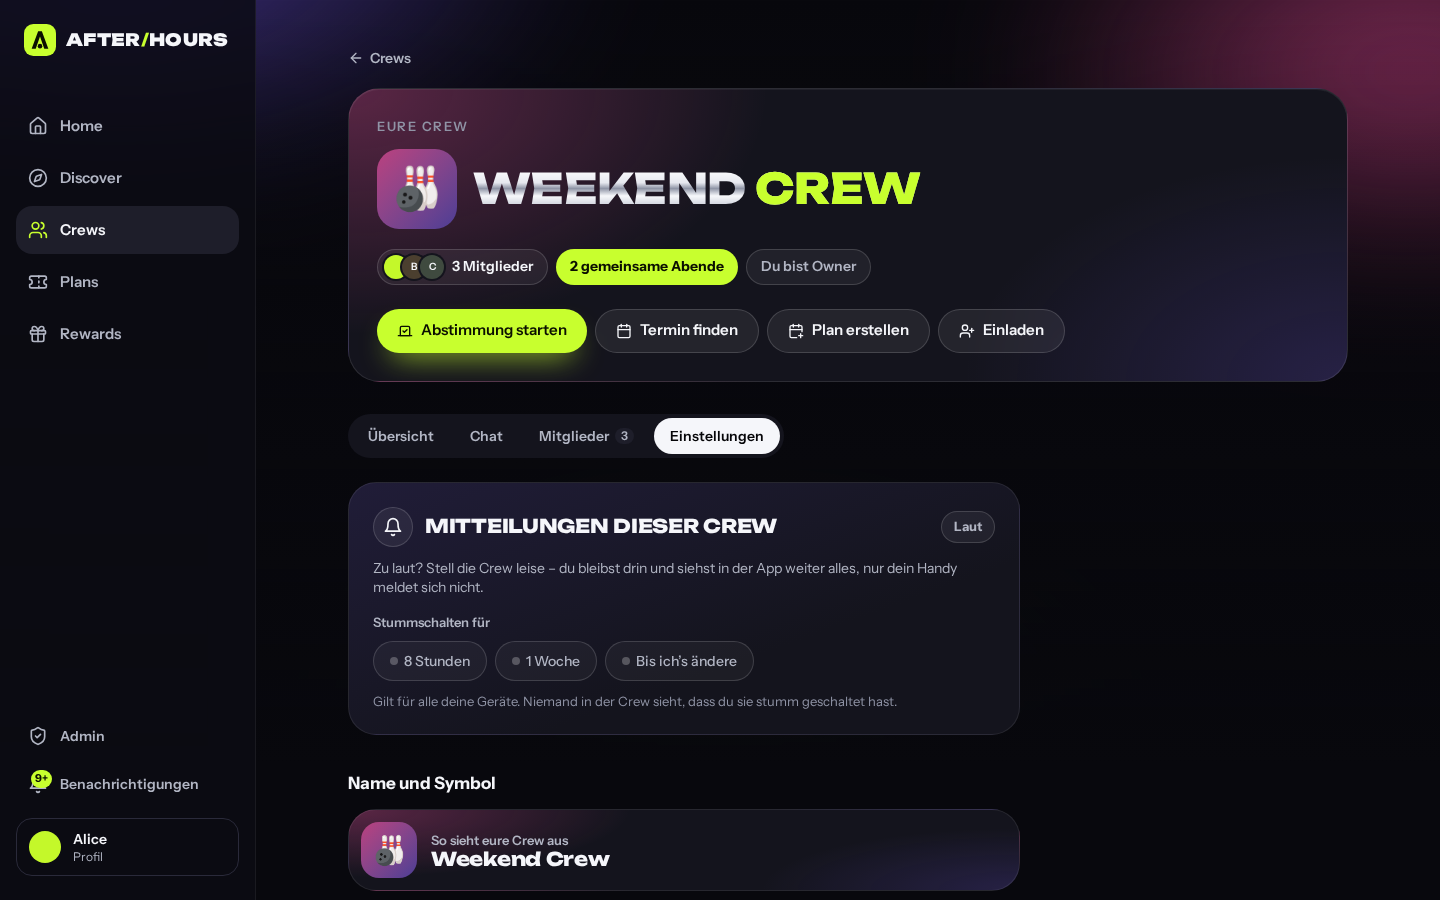 AFTER/HOURS
Home
Discover
Crews
Plans
Rewards
Admin
9+
Benachrichtigungen
Alice
Profil
Crews
EURE CREW
WEEKEND CREW
B C 3 Mitglieder
2 gemeinsame Abende
Du bist Owner
Abstimmung starten
Termin finden
Plan erstellen
Einladen
Übersicht
Chat
Mitglieder 3
Einstellungen
MITTEILUNGEN DIESER CREW
Laut
Zu laut? Stell die Crew leise – du bleibst drin und siehst in der App weiter alles, nur dein Handy
meldet sich nicht.
Stummschalten für
8 Stunden
1 Woche
Bis ich's ändere
Gilt für alle deine Geräte. Niemand in der Crew sieht, dass du sie stumm geschaltet hast.
Name und Symbol
So sieht eure Crew aus
Weekend Crew